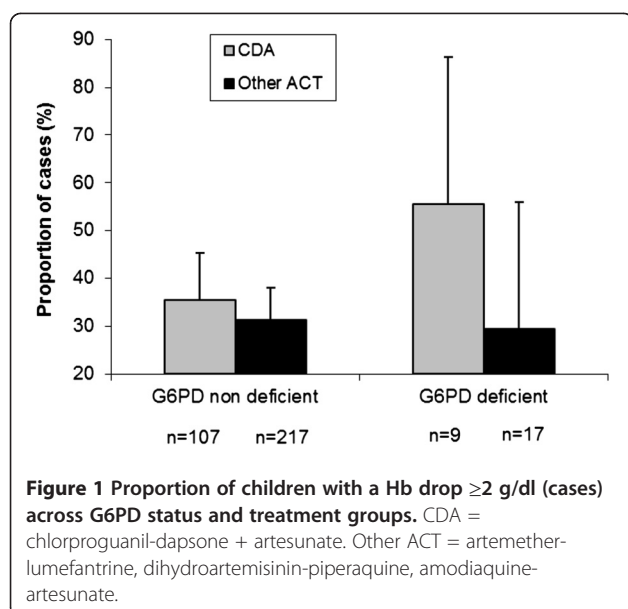 90
80
70
60
50
40
30
20
Proportion of cases (%)
CDA
Other ACT
G6PD non deficient G6PD deficient
n=107 n=217 n=9 n=17
Figure 1 Proportion of children with a Hb drop ≥2 g/dl (cases)
across G6PD status and treatment groups. CDA =
chlorproguanil-dapsone + artesunate. Other ACT = artemether-
lumefantrine, dihydroartemisinin-piperaquine, amodiaquine-
artesunate.